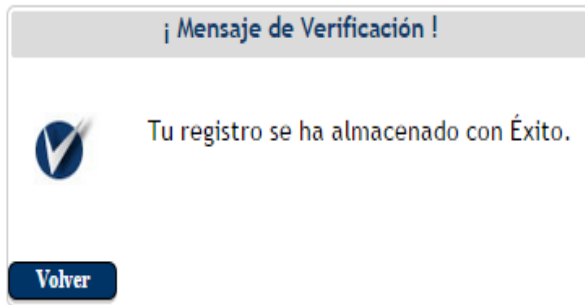 ¡ Mensaje de Verificación !
Tu registro se ha almacenado con Éxito.
Volver